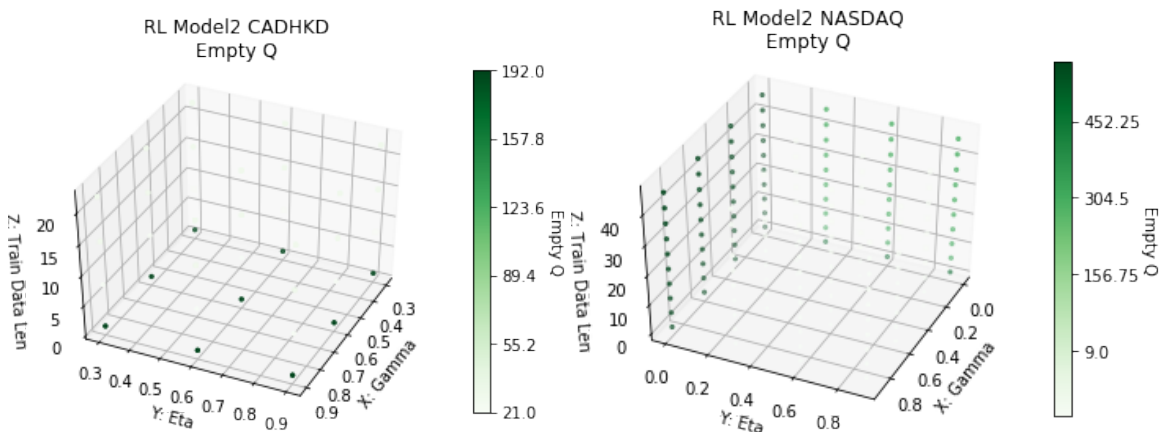 RL Model2 CADHKD
Empty Q
192.0
157.8
123.6
89.4
55.2
21.0
Empty Q
20
15
10
5
0
Z: Train Data Len
0.3 0.4 0.5 0.6 0.7 0.8 0.9
Y: Eta
0.3
0.4
0.5
0.6
0.7
0.8
0.9
X: Gamma
RL Model2 NASDAQ
Empty Q
452.25
304.5
156.75
9.0
Empty Q
40
30
20
10
0
Z: Train Data Len
0.0 0.2 0.4 0.6 0.8
Y: Eta
0.0
0.2
0.4
0.6
0.8
X: Gamma